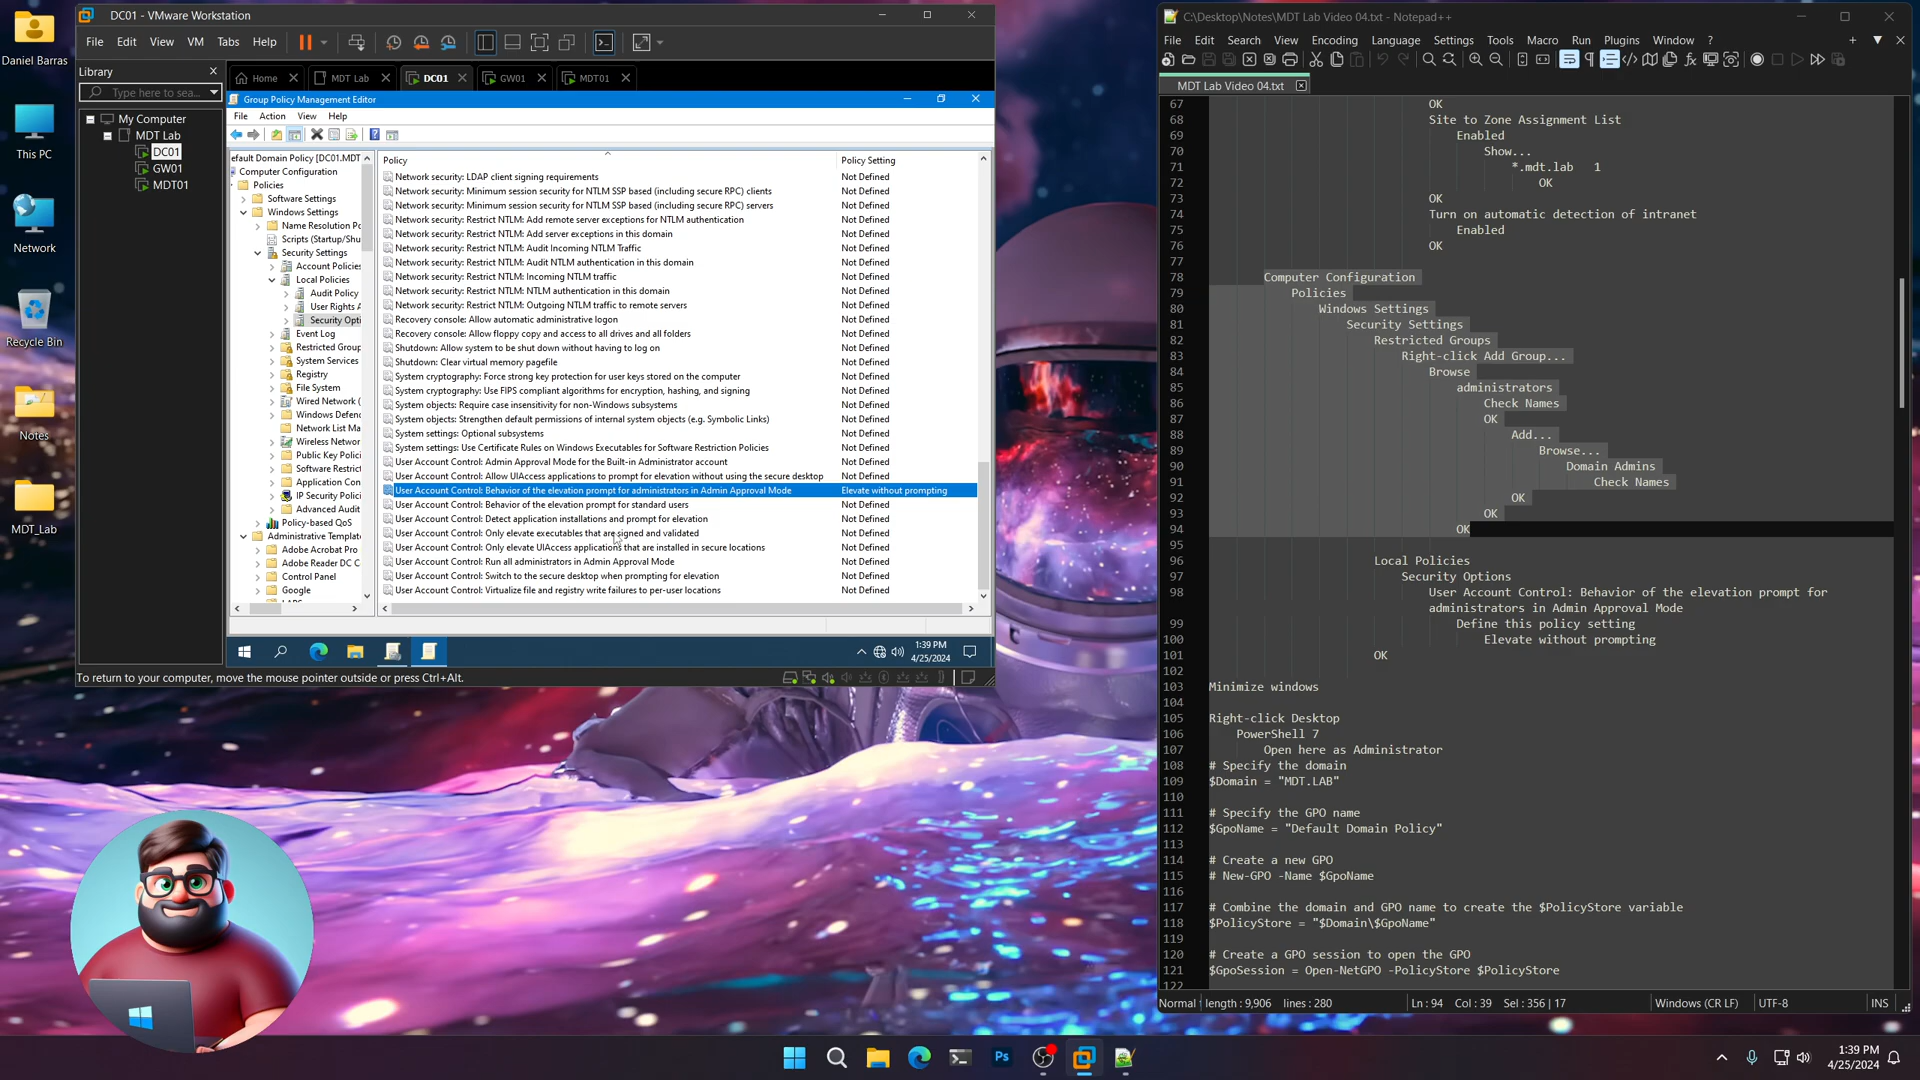 Daniel Barras
This PC
Network
Recycle Bin
Notes
MDT_Lab
DC01 - VMware Workstation
File Edit View VM Tabs Help
Library
Type here to sea...
My Computer
MDT Lab
DC01
GW01
MDT01
Home MDT Lab DC01 GW01 MDT01
Group Policy Management Editor
File Action View Help
efault Domain Policy [DC01.MDT
Computer Configuration
Policies
Software Settings
Windows Settings
Name Resolution Po
Scripts (Startup/Shu
Security Settings
Account Policies
Local Policies
Audit Policy
User Rights A
Security Opti
Event Log
Restricted Group
System Services
Registry
File System
Wired Network (
Windows Defend
Network List Ma
Wireless Networ
Public Key Polici
Software Restrict
Application Con
IP Security Polici
Advanced Audit
Policy-based QoS
Administrative Templat
Adobe Acrobat Pro
Adobe Reader DC C
Control Panel
Google
Policy Policy Setting
Network security: LDAP client signing requirements Not Defined
Network security: Minimum session security for NTLM SSP based (including secure RPC) clients Not Defined
Network security: Minimum session security for NTLM SSP based (including secure RPC) servers Not Defined
Network security: Restrict NTLM: Add remote server exceptions for NTLM authentication Not Defined
Network security: Restrict NTLM: Add server exceptions in this domain Not Defined
Network security: Restrict NTLM: Audit Incoming NTLM Traffic Not Defined
Network security: Restrict NTLM: Audit NTLM authentication in this domain Not Defined
Network security: Restrict NTLM: Incoming NTLM traffic Not Defined
Network security: Restrict NTLM: NTLM authentication in this domain Not Defined
Network security: Restrict NTLM: Outgoing NTLM traffic to remote servers Not Defined
Recovery console: Allow automatic administrative logon Not Defined
Recovery console: Allow floppy copy and access to all drives and all folders Not Defined
Shutdown: Allow system to be shut down without having to log on Not Defined
Shutdown: Clear virtual memory pagefile Not Defined
System cryptography: Force strong key protection for user keys stored on the computer Not Defined
System cryptography: Use FIPS compliant algorithms for encryption, hashing, and signing Not Defined
System objects: Require case insensitivity for non-Windows subsystems Not Defined
System objects: Strengthen default permissions of internal system objects (e.g. Symbolic Links) Not Defined
System settings: Optional subsystems Not Defined
System settings: Use Certificate Rules on Windows Executables for Software Restriction Policies Not Defined
User Account Control: Admin Approval Mode for the Built-in Administrator account Not Defined
User Account Control: Allow UIAccess applications to prompt for elevation without using the secure desktop Not Defined
User Account Control: Behavior of the elevation prompt for administrators in Admin Approval Mode Elevate without prompting
User Account Control: Behavior of the elevation prompt for standard users Not Defined
User Account Control: Detect application installations and prompt for elevation Not Defined
User Account Control: Only elevate executables that are signed and validated Not Defined
User Account Control: Only elevate UIAccess applications that are installed in secure locations Not Defined
User Account Control: Run all administrators in Admin Approval Mode Not Defined
User Account Control: Switch to the secure desktop when prompting for elevation Not Defined
User Account Control: Virtualize file and registry write failures to per-user locations Not Defined
1:39 PM
4/25/2024
To return to your computer, move the mouse pointer outside or press Ctrl+Alt.
C:\Desktop\Notes\MDT Lab Video 04.txt - Notepad++
File Edit Search View Encoding Language Settings Tools Macro Run Plugins Window ?
MDT Lab Video 04.txt
67 OK
68 Site to Zone Assignment List
69 Enabled
70 Show...
71 *.mdt.lab 1
72 OK
73 OK
74 Turn on automatic detection of intranet
75 Enabled
76 OK
77
78 Computer Configuration
79 Policies
80 Windows Settings
81 Security Settings
82 Restricted Groups
83 Right-click Add Group...
84 Browse
85 administrators
86 Check Names
87 OK
88 Add...
89 Browse...
90 Domain Admins
91 Check Names
92 OK
93 OK
94 OK
95
96 Local Policies
97 Security Options
98 User Account Control: Behavior of the elevation prompt for
administrators in Admin Approval Mode
99 Define this policy setting
100 Elevate without prompting
101 OK
102
103 Minimize windows
104
105 Right-click Desktop
106 PowerShell 7
107 Open here as Administrator
108 # Specify the domain
109 $Domain = "MDT.LAB"
110
111 # Specify the GPO name
112 $GpoName = "Default Domain Policy"
113
114 # Create a new GPO
115 # New-GPO -Name $GpoName
116
117 # Combine the domain and GPO name to create the $PolicyStore variable
118 $PolicyStore = "$Domain\$GpoName"
119
120 # Create a GPO session to open the GPO
121 $GpoSession = Open-NetGPO -PolicyStore $PolicyStore
122
Normal length : 9,906 lines : 280 Ln : 94 Col : 39 Sel : 356 | 17 Windows (CR LF) UTF-8 INS
Ps
1:39 PM
4/25/2024